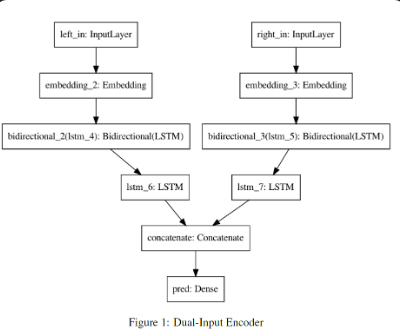 left_in: InputLayer
right_in: InputLayer
embedding_2: Embedding
embedding_3: Embedding
bidirectional_2(lstm_4): Bidirectional(LSTM)
bidirectional_3(lstm_5): Bidirectional(LSTM)
lstm_6: LSTM
lstm_7: LSTM
concatenate: Concatenate
pred: Dense
Figure 1: Dual-Input Encoder